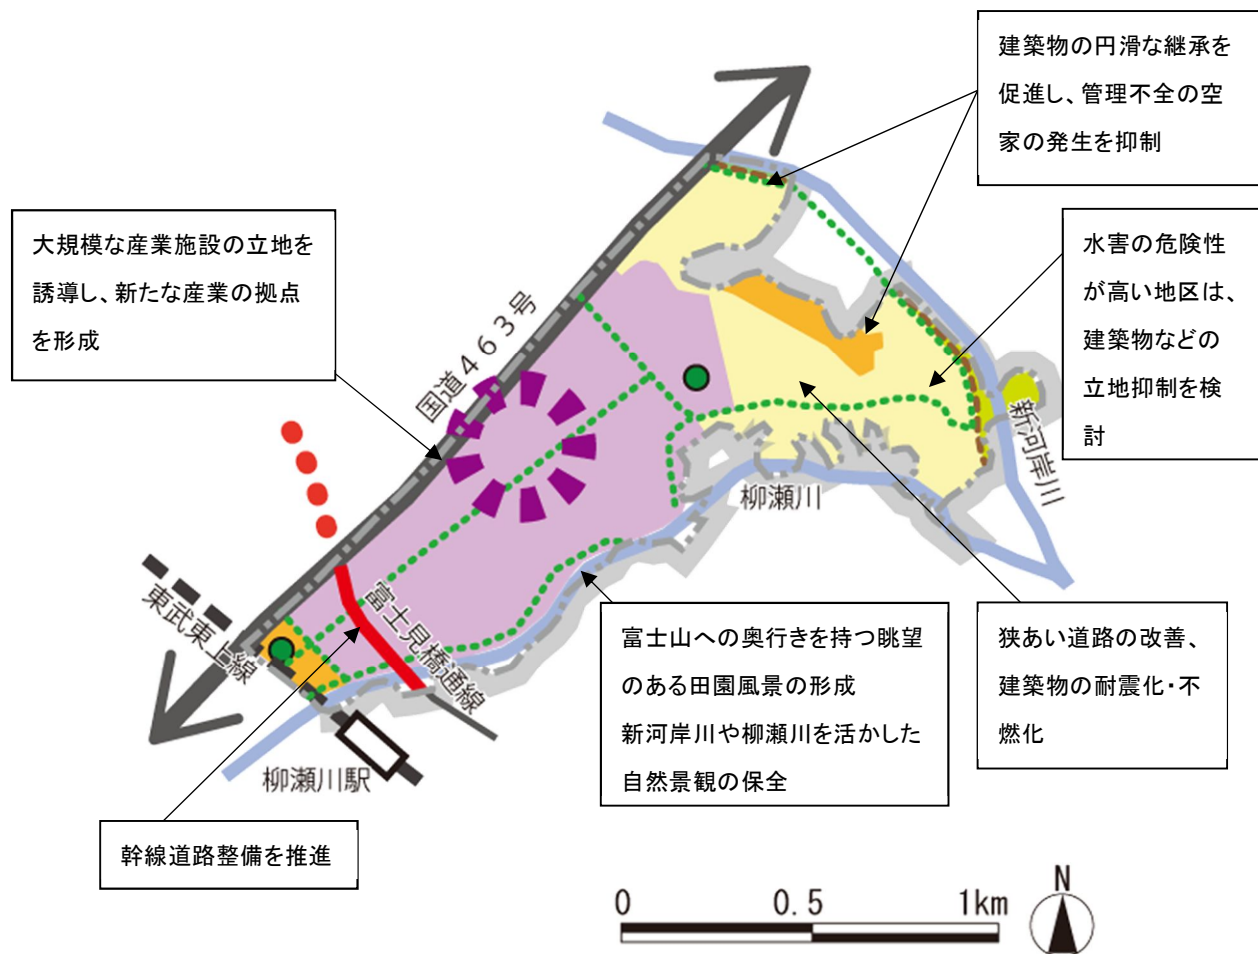 建築物の円滑な継承を
促進し、管理不全の空
家の発生を抑制
大規模な産業施設の立地を
誘導し、新たな産業の拠点
を形成
水害の危険性
が高い地区は、
建築物などの
立地抑制を検
討
国道463号
新河岸川
柳瀬川
東武東上線
富士見橋通線
柳瀬川駅
富士山への奥行きを持つ眺望
のある田園風景の形成
新河岸川や柳瀬川を活かした
自然景観の保全
狭あい道路の改善、
建築物の耐震化・不
燃化
幹線道路整備を推進
0 0.5 1km
N